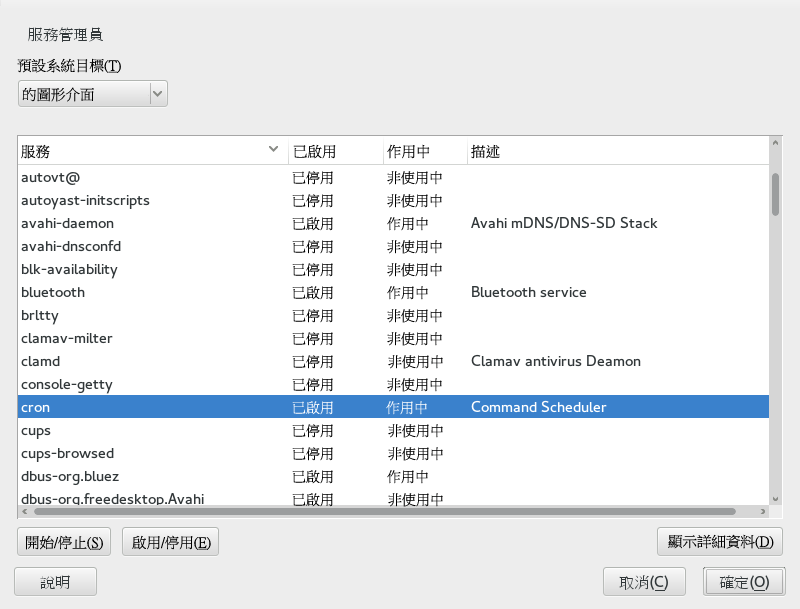 服務管理員
預設系統目標(T)
的圖形介面
服務 已啟用 作用中 描述
autovt@ 已停用 非使用中
autoyast-initscripts 已停用 非使用中
avahi-daemon 已啟用 作用中 Avahi mDNS/DNS-SD Stack
avahi-dnsconfd 已停用 非使用中
blk-availability 已停用 非使用中
bluetooth 已啟用 作用中 Bluetooth service
brltty 已停用 非使用中
clamav-milter 已停用 非使用中
clamd 已停用 非使用中 Clamav antivirus Deamon
console-getty 已停用 非使用中
cron 已啟用 作用中 Command Scheduler
cups 已停用 非使用中
cups-browsed 已停用 非使用中
dbus-org.bluez 已啟用 作用中
dbus-org.freedesktop.Avahi 已啟用 非使用中
開始/停止(S) 啟用/停用(E) 顯示詳細資料(D)
說明 取消(C) 確定(O)